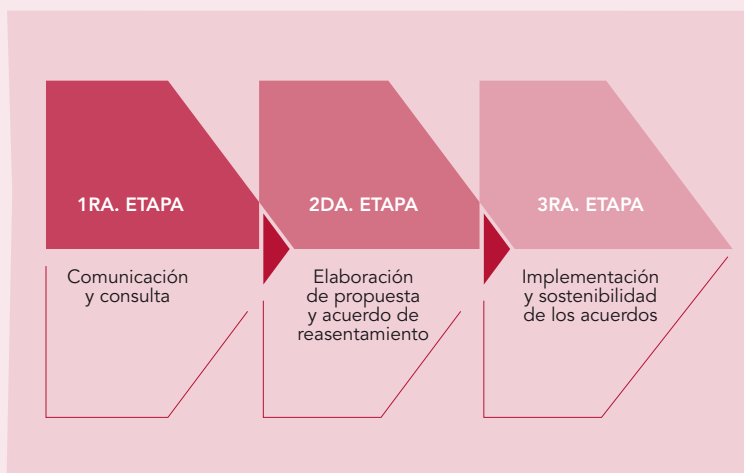 1RA. ETAPA
Comunicación
y consulta
2DA. ETAPA
Elaboración
de propuesta
y acuerdo de
reasentamiento
3RA. ETAPA
Implementación
y sostenibilidad
de los acuerdos